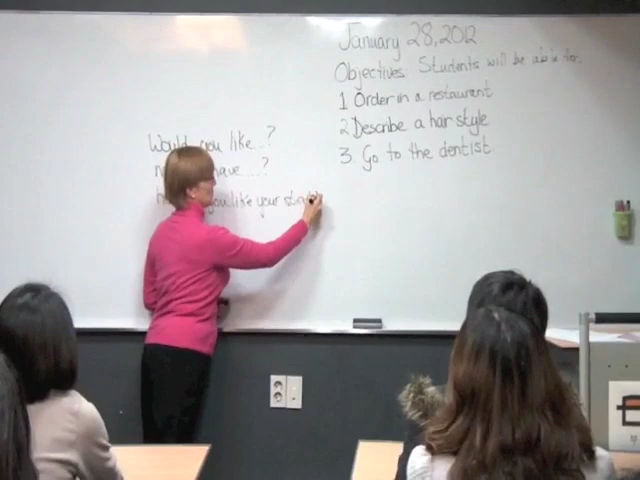 January 28, 2012
Objectives Students will be able to:
1 Order in a restaurant
2 Describe a hair style
3. Go to the dentist
Would you like...?
have...?
you like your